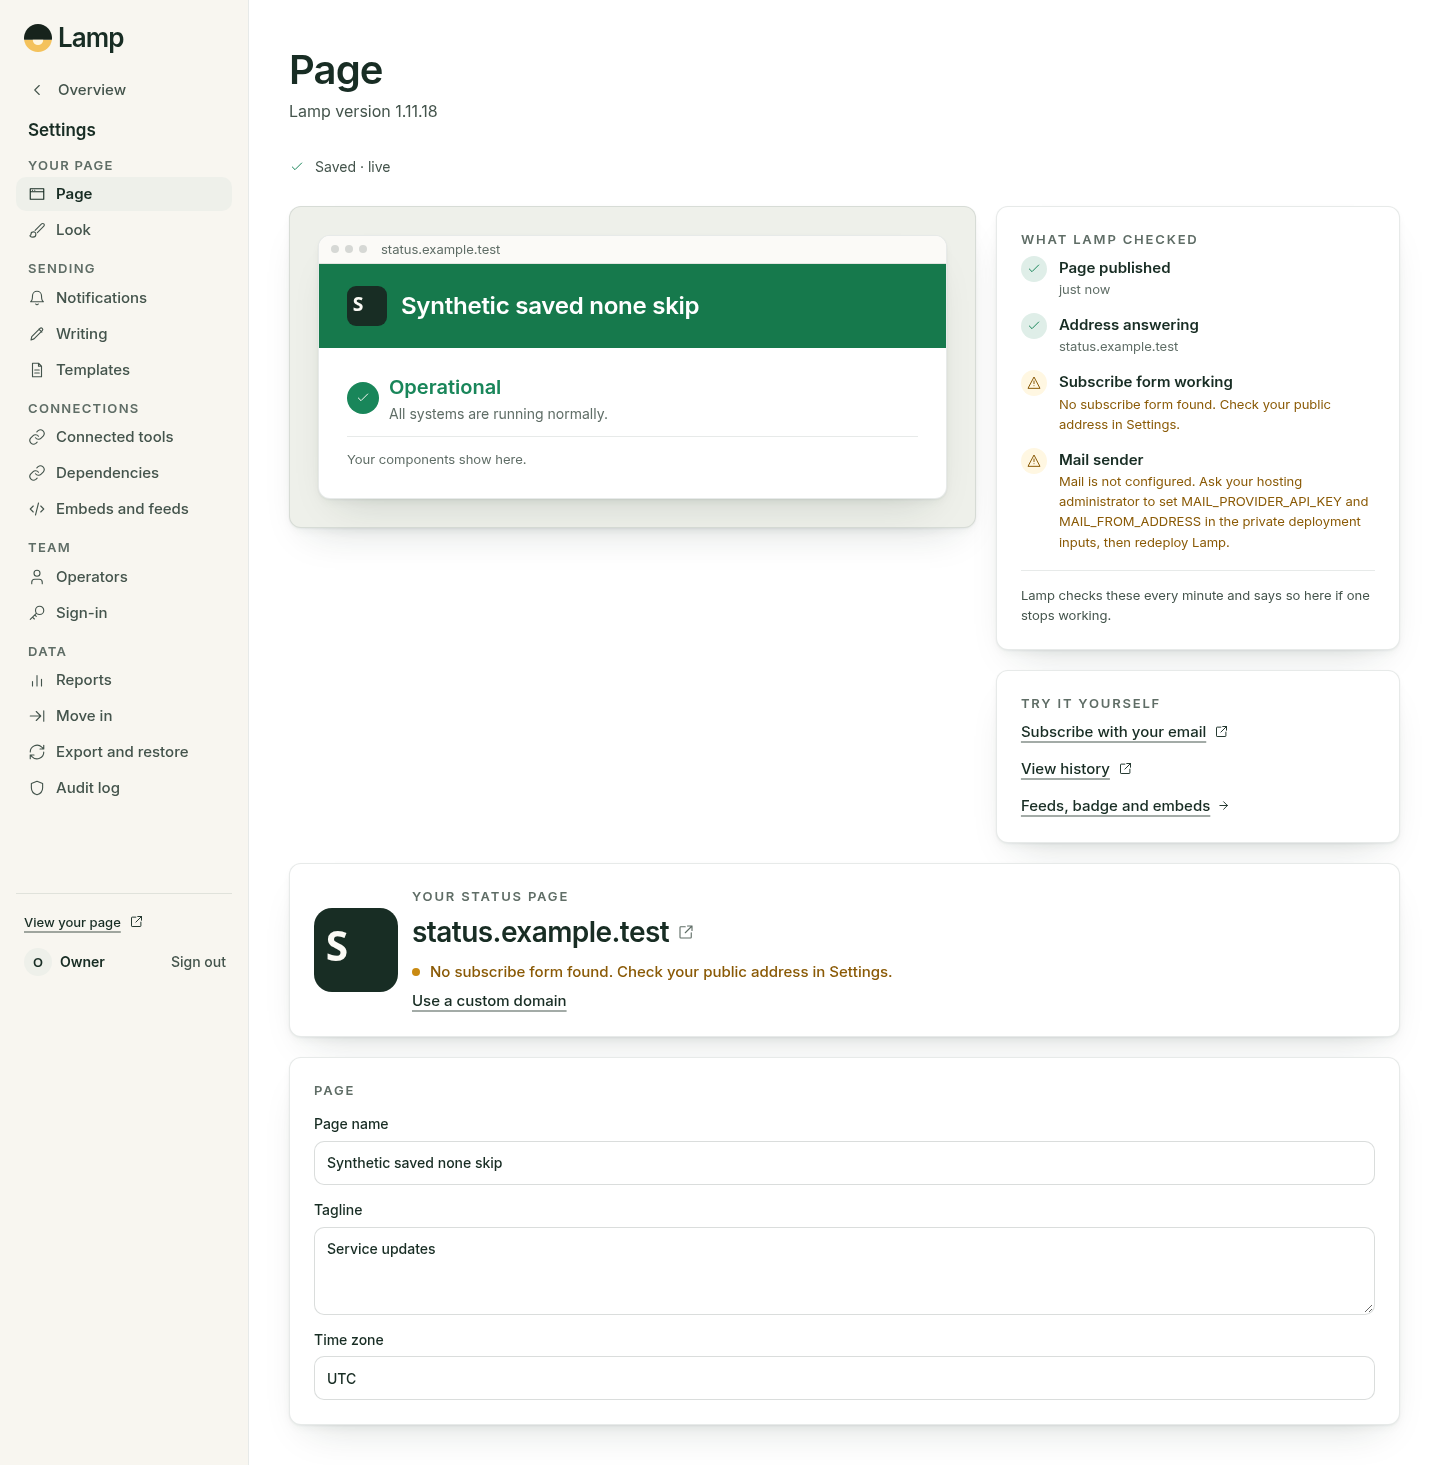 Lamp
Overview
Settings
YOUR PAGE
Page
Look
SENDING
Notifications
Writing
Templates
CONNECTIONS
Connected tools
Dependencies
Embeds and feeds
TEAM
Operators
Sign-in
DATA
Reports
Move in
Export and restore
Audit log
View your page
O Owner Sign out
Page
Lamp version 1.11.18
Saved · live
status.example.test
S Synthetic saved none skip
Operational
All systems are running normally.
Your components show here.
WHAT LAMP CHECKED
Page published
just now
Address answering
status.example.test
Subscribe form working
No subscribe form found. Check your public
address in Settings.
Mail sender
Mail is not configured. Ask your hosting
administrator to set MAIL_PROVIDER_API_KEY and
MAIL_FROM_ADDRESS in the private deployment
inputs, then redeploy Lamp.
Lamp checks these every minute and says so here if one
stops working.
TRY IT YOURSELF
Subscribe with your email
View history
Feeds, badge and embeds
S
YOUR STATUS PAGE
status.example.test
No subscribe form found. Check your public address in Settings.
Use a custom domain
PAGE
Page name
Synthetic saved none skip
Tagline
Service updates
Time zone
UTC